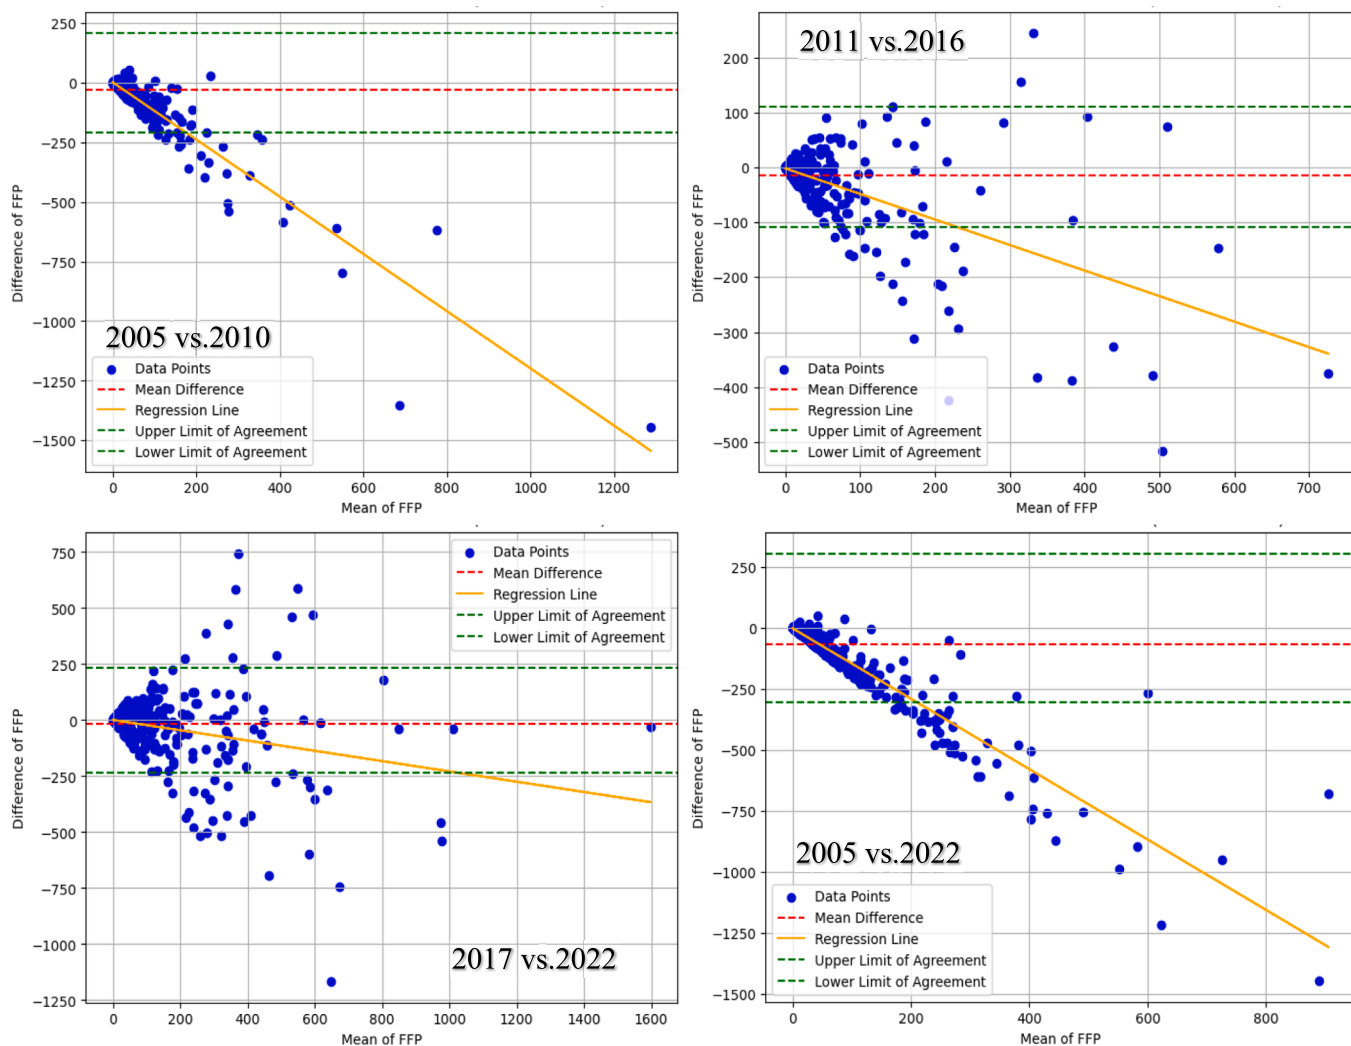 250
0
−250
−500
−750
−1000
−1250
−1500
Difference of FFP
2005 vs.2010
Data Points
Mean Difference
Regression Line
Upper Limit of Agreement
Lower Limit of Agreement
0 200 400 600 800 1000 1200
Mean of FFP
200
100
0
−100
−200
−300
−400
−500
Difference of FFP
2011 vs.2016
Data Points
Mean Difference
Regression Line
Upper Limit of Agreement
Lower Limit of Agreement
0 100 200 300 400 500 600 700
Mean of FFP
750
500
250
0
−250
−500
−750
−1000
−1250
Difference of FFP
Data Points
Mean Difference
Regression Line
Upper Limit of Agreement
Lower Limit of Agreement
2017 vs.2022
0 200 400 600 800 1000 1200 1400 1600
Mean of FFP
250
0
−250
−500
−750
−1000
−1250
−1500
Difference of FFP
2005 vs.2022
Data Points
Mean Difference
Regression Line
Upper Limit of Agreement
Lower Limit of Agreement
0 200 400 600 800
Mean of FFP